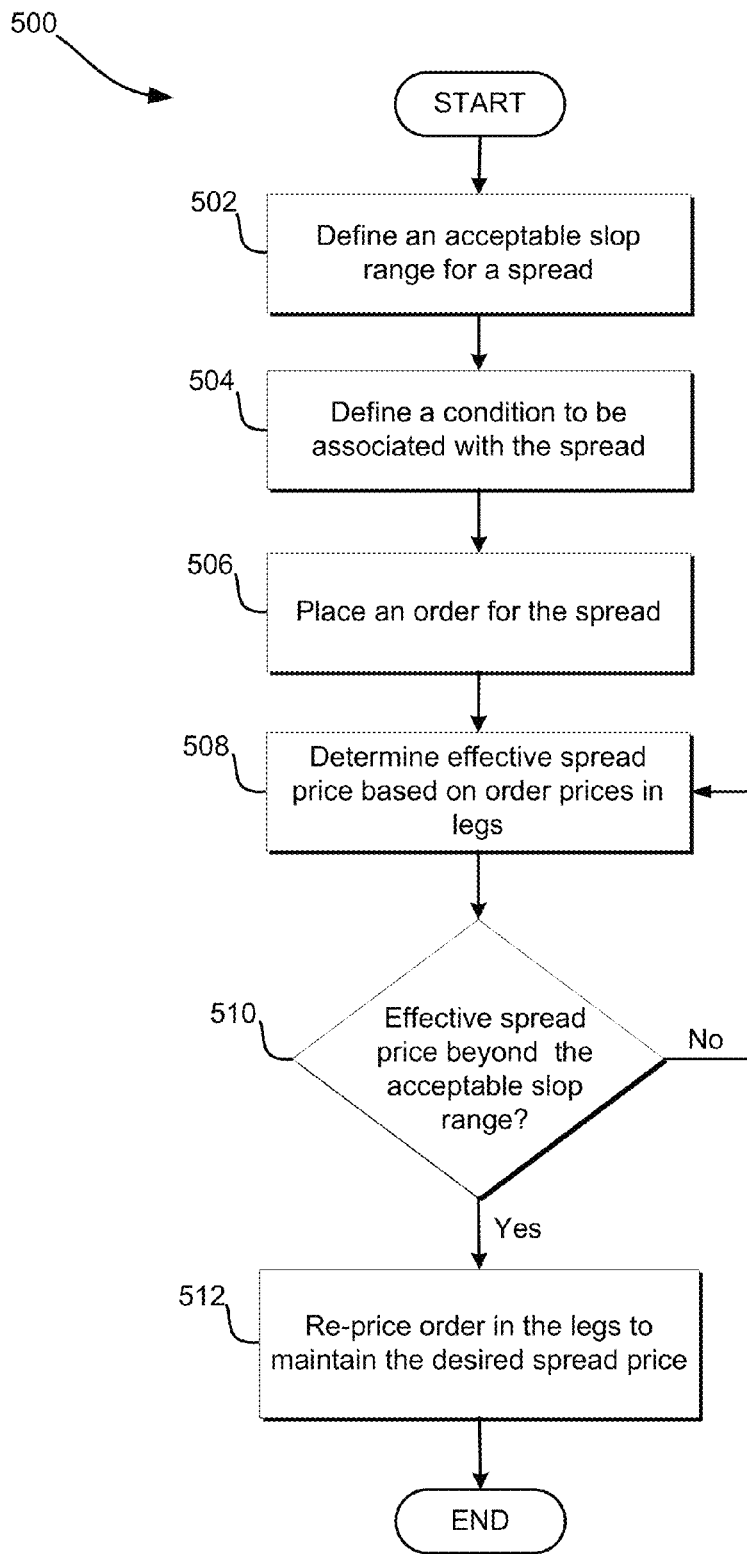 500
START
502
Define an acceptable slop
range for a spread
504
Define a condition to be
associated with the spread
506
Place an order for the spread
508
Determine effective spread
price based on order prices in
legs
510
Effective spread
price beyond the
acceptable slop
range?
No
Yes
512
Re-price order in the legs to
maintain the desired spread price
END